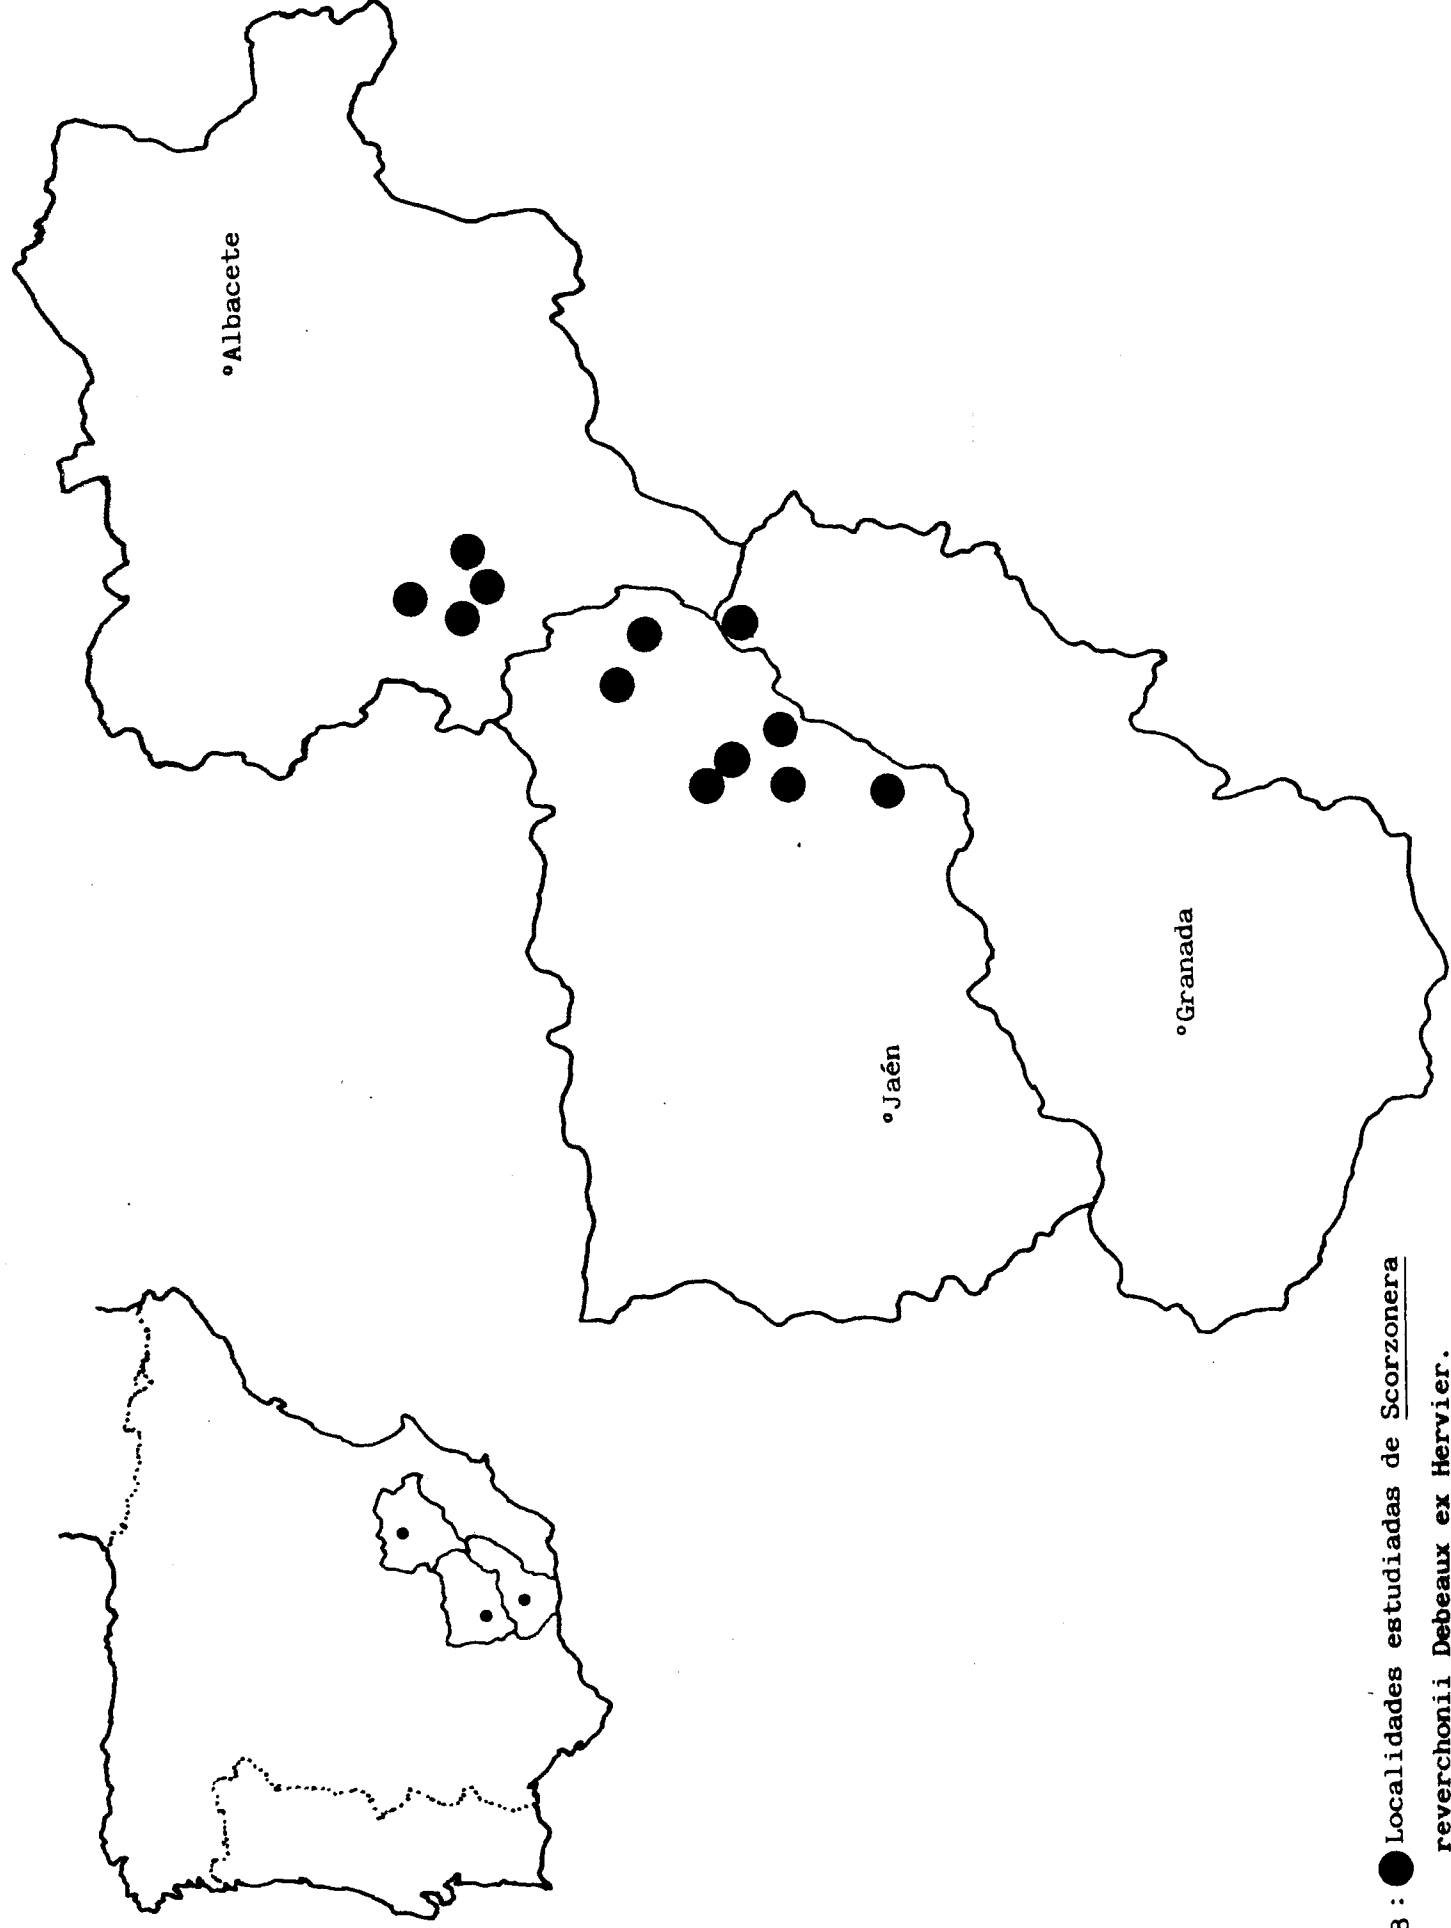 °Albacete
°Jaén
°Granada
3: Localidades estudiadas de Scorzonera
reverchonii Debeaux ex Hervier.